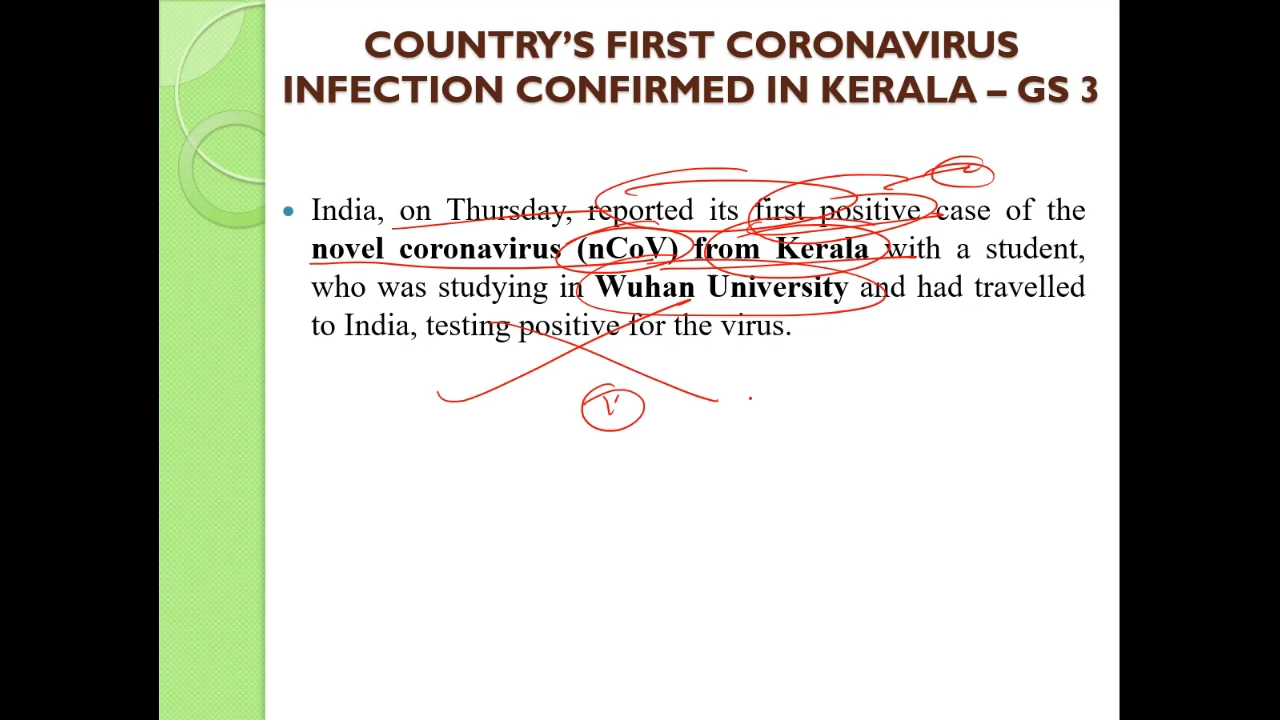 COUNTRY’S FIRST CORONAVIRUS
INFECTION CONFIRMED IN KERALA – GS 3
India, on Thursday, reported its first positive case of the
novel coronavirus (nCoV) from Kerala with a student,
who was studying in Wuhan University and had travelled
to India, testing positive for the virus.